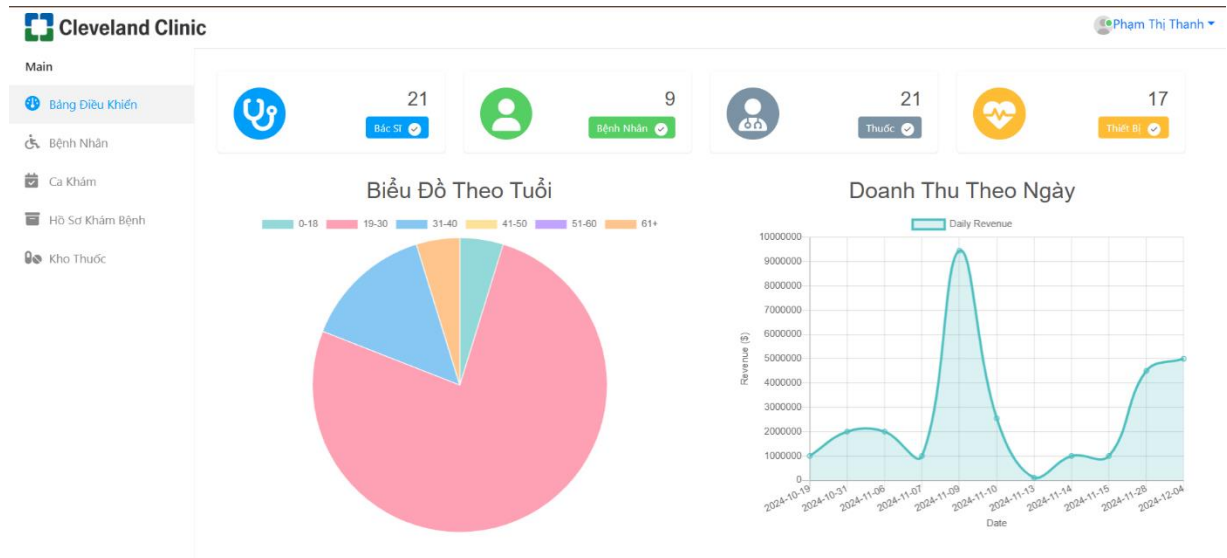 Cleveland Clinic
Phạm Thị Thanh
Main
Bảng Điều Khiển
Bệnh Nhân
Ca Khám
Hồ Sơ Khám Bệnh
Kho Thuốc
21
Bác Sĩ
9
Bệnh Nhân
21
Thuốc
17
Thiết Bị
Biểu Đồ Theo Tuổi
0-18 19-30 31-40 41-50 51-60 61+
Doanh Thu Theo Ngày
Daily Revenue
Revenue ($)
10000000
9000000
8000000
7000000
6000000
5000000
4000000
3000000
2000000
1000000
0
2024-10-19 2024-10-31 2024-11-06 2024-11-07 2024-11-09 2024-11-10 2024-11-13 2024-11-14 2024-11-15 2024-11-28 2024-12-04
Date